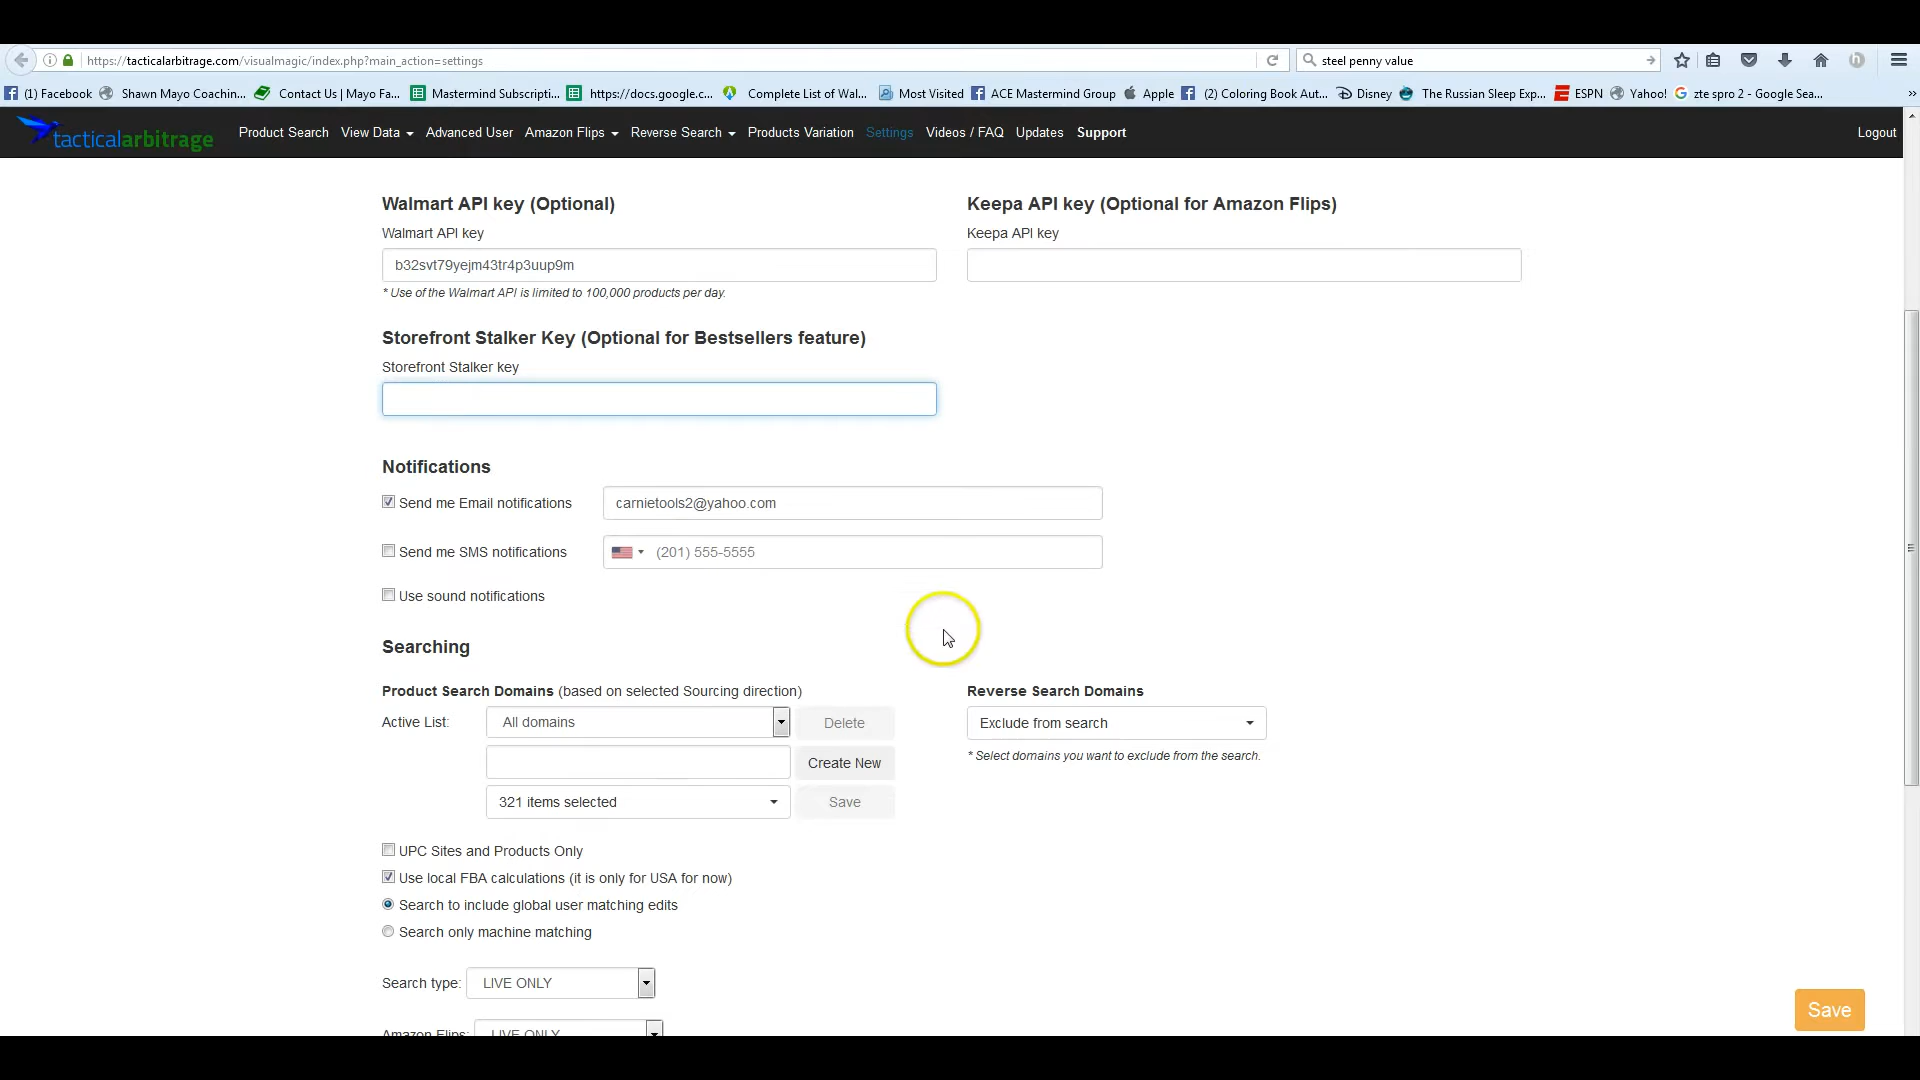 https://tacticalarbitrage.com/visualmagic/index.php?main_action=settings
steel penny value
(1) Facebook Shawn Mayo Coachin... Contact Us | Mayo Fa... Mastermind Subscripti... https://docs.google.c... Complete List of Wal... Most Visited ACE Mastermind Group Apple (2) Coloring Book Aut... Disney The Russian Sleep Exp... ESPN Yahoo! zte spro 2 - Google Sea... »
tacticalarbitrage Product Search View Data Advanced User Amazon Flips Reverse Search Products Variation Settings Videos / FAQ Updates Support Logout
Walmart API key (Optional)
Walmart API key
b32svt79yejm43tr4p3uup9m
* Use of the Walmart API is limited to 100,000 products per day.
Keepa API key (Optional for Amazon Flips)
Keepa API key
Storefront Stalker Key (Optional for Bestsellers feature)
Storefront Stalker key
Notifications
Send me Email notifications carnietools2@yahoo.com
Send me SMS notifications (201) 555-5555
Use sound notifications
Searching
Product Search Domains (based on selected Sourcing direction)
Active List: All domains Delete
Create New
321 items selected Save
Reverse Search Domains
Exclude from search
* Select domains you want to exclude from the search.
UPC Sites and Products Only
Use local FBA calculations (it is only for USA for now)
Search to include global user matching edits
Search only machine matching
Search type: LIVE ONLY
Save
Amazon Flips: LIVE ONLY